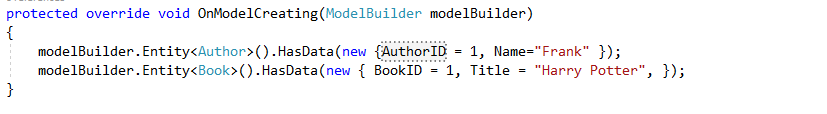 protected override void OnModelCreating(ModelBuilder modelBuilder)
{
modelBuilder.Entity<Author>().HasData(new {AuthorID = 1, Name="Frank" });
modelBuilder.Entity<Book>().HasData(new { BookID = 1, Title = "Harry Potter", });
}